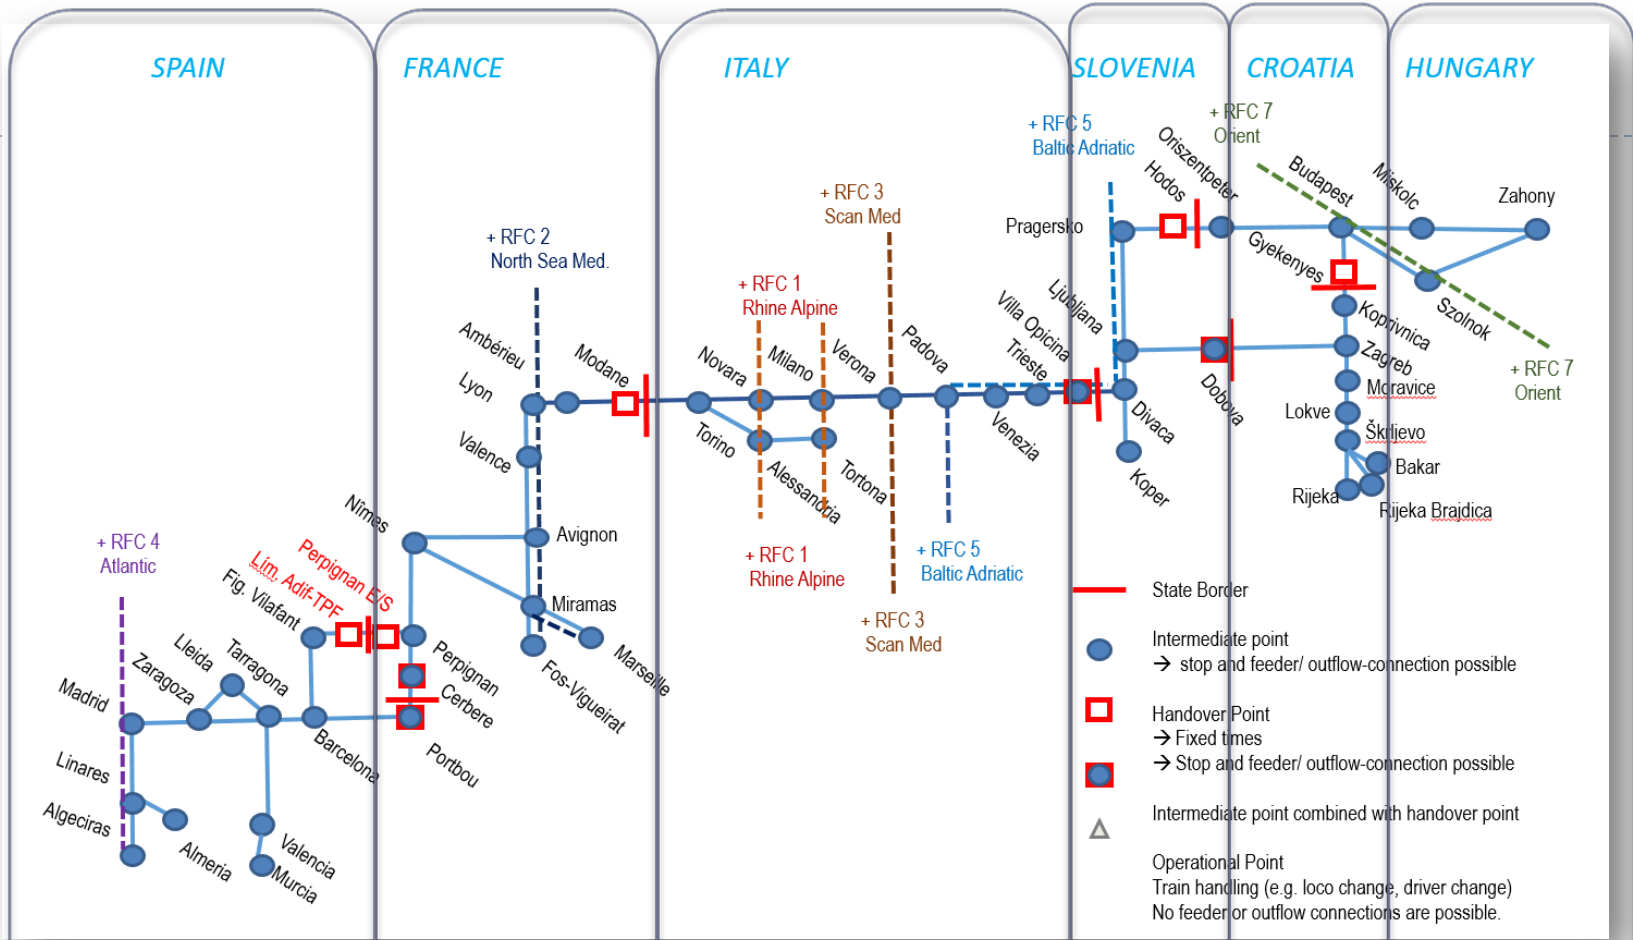 SPAIN
FRANCE
ITALY
SLOVENIA
CROATIA
HUNGARY
+ RFC 7
Orient
+ RFC 5
Baltic Adriatic
Oriszentpeter
Hodos
Budapest
Miskolc
Zahony
+ RFC 3
Scan Med
Pragersko
+ RFC 2
North Sea Med.
Gyekenyes
+ RFC 1
Rhine Alpine
Ljubljana
Villa Opicina
Trieste
Szolnok
Koprivnica
Ambérieu
Modane
Novara
Milano
Verona
Padova
Zagreb
+ RFC 7
Orient
Lyon
Dobova
Moravice
Lokve
Divaca
Škrljevo
Torino
Venezia
Valence
Alessandria
Tortona
Koper
Bakar
Rijeka
Rijeka Brajdica
Nîmes
Avignon
+ RFC 4
Atlantic
+ RFC 1
Rhine Alpine
+ RFC 5
Baltic Adriatic
Perpignan E/S
Lim. Adif-TPF
Fig. Vilafant
Miramas
+ RFC 3
Scan Med
State Border
Lleida
Tarragona
Zaragoza
Madrid
Perpignan
Marseille
Fos-Vigueirat
Cerbere
Intermediate point
→ stop and feeder/ outflow-connection possible
Barcelona
Portbou
Handover Point
→ Fixed times
→ Stop and feeder/ outflow-connection possible
Linares
Algeciras
Almeria
Valencia
Murcia
Intermediate point combined with handover point
Operational Point
Train handling (e.g. loco change, driver change)
No feeder or outflow connections are possible.